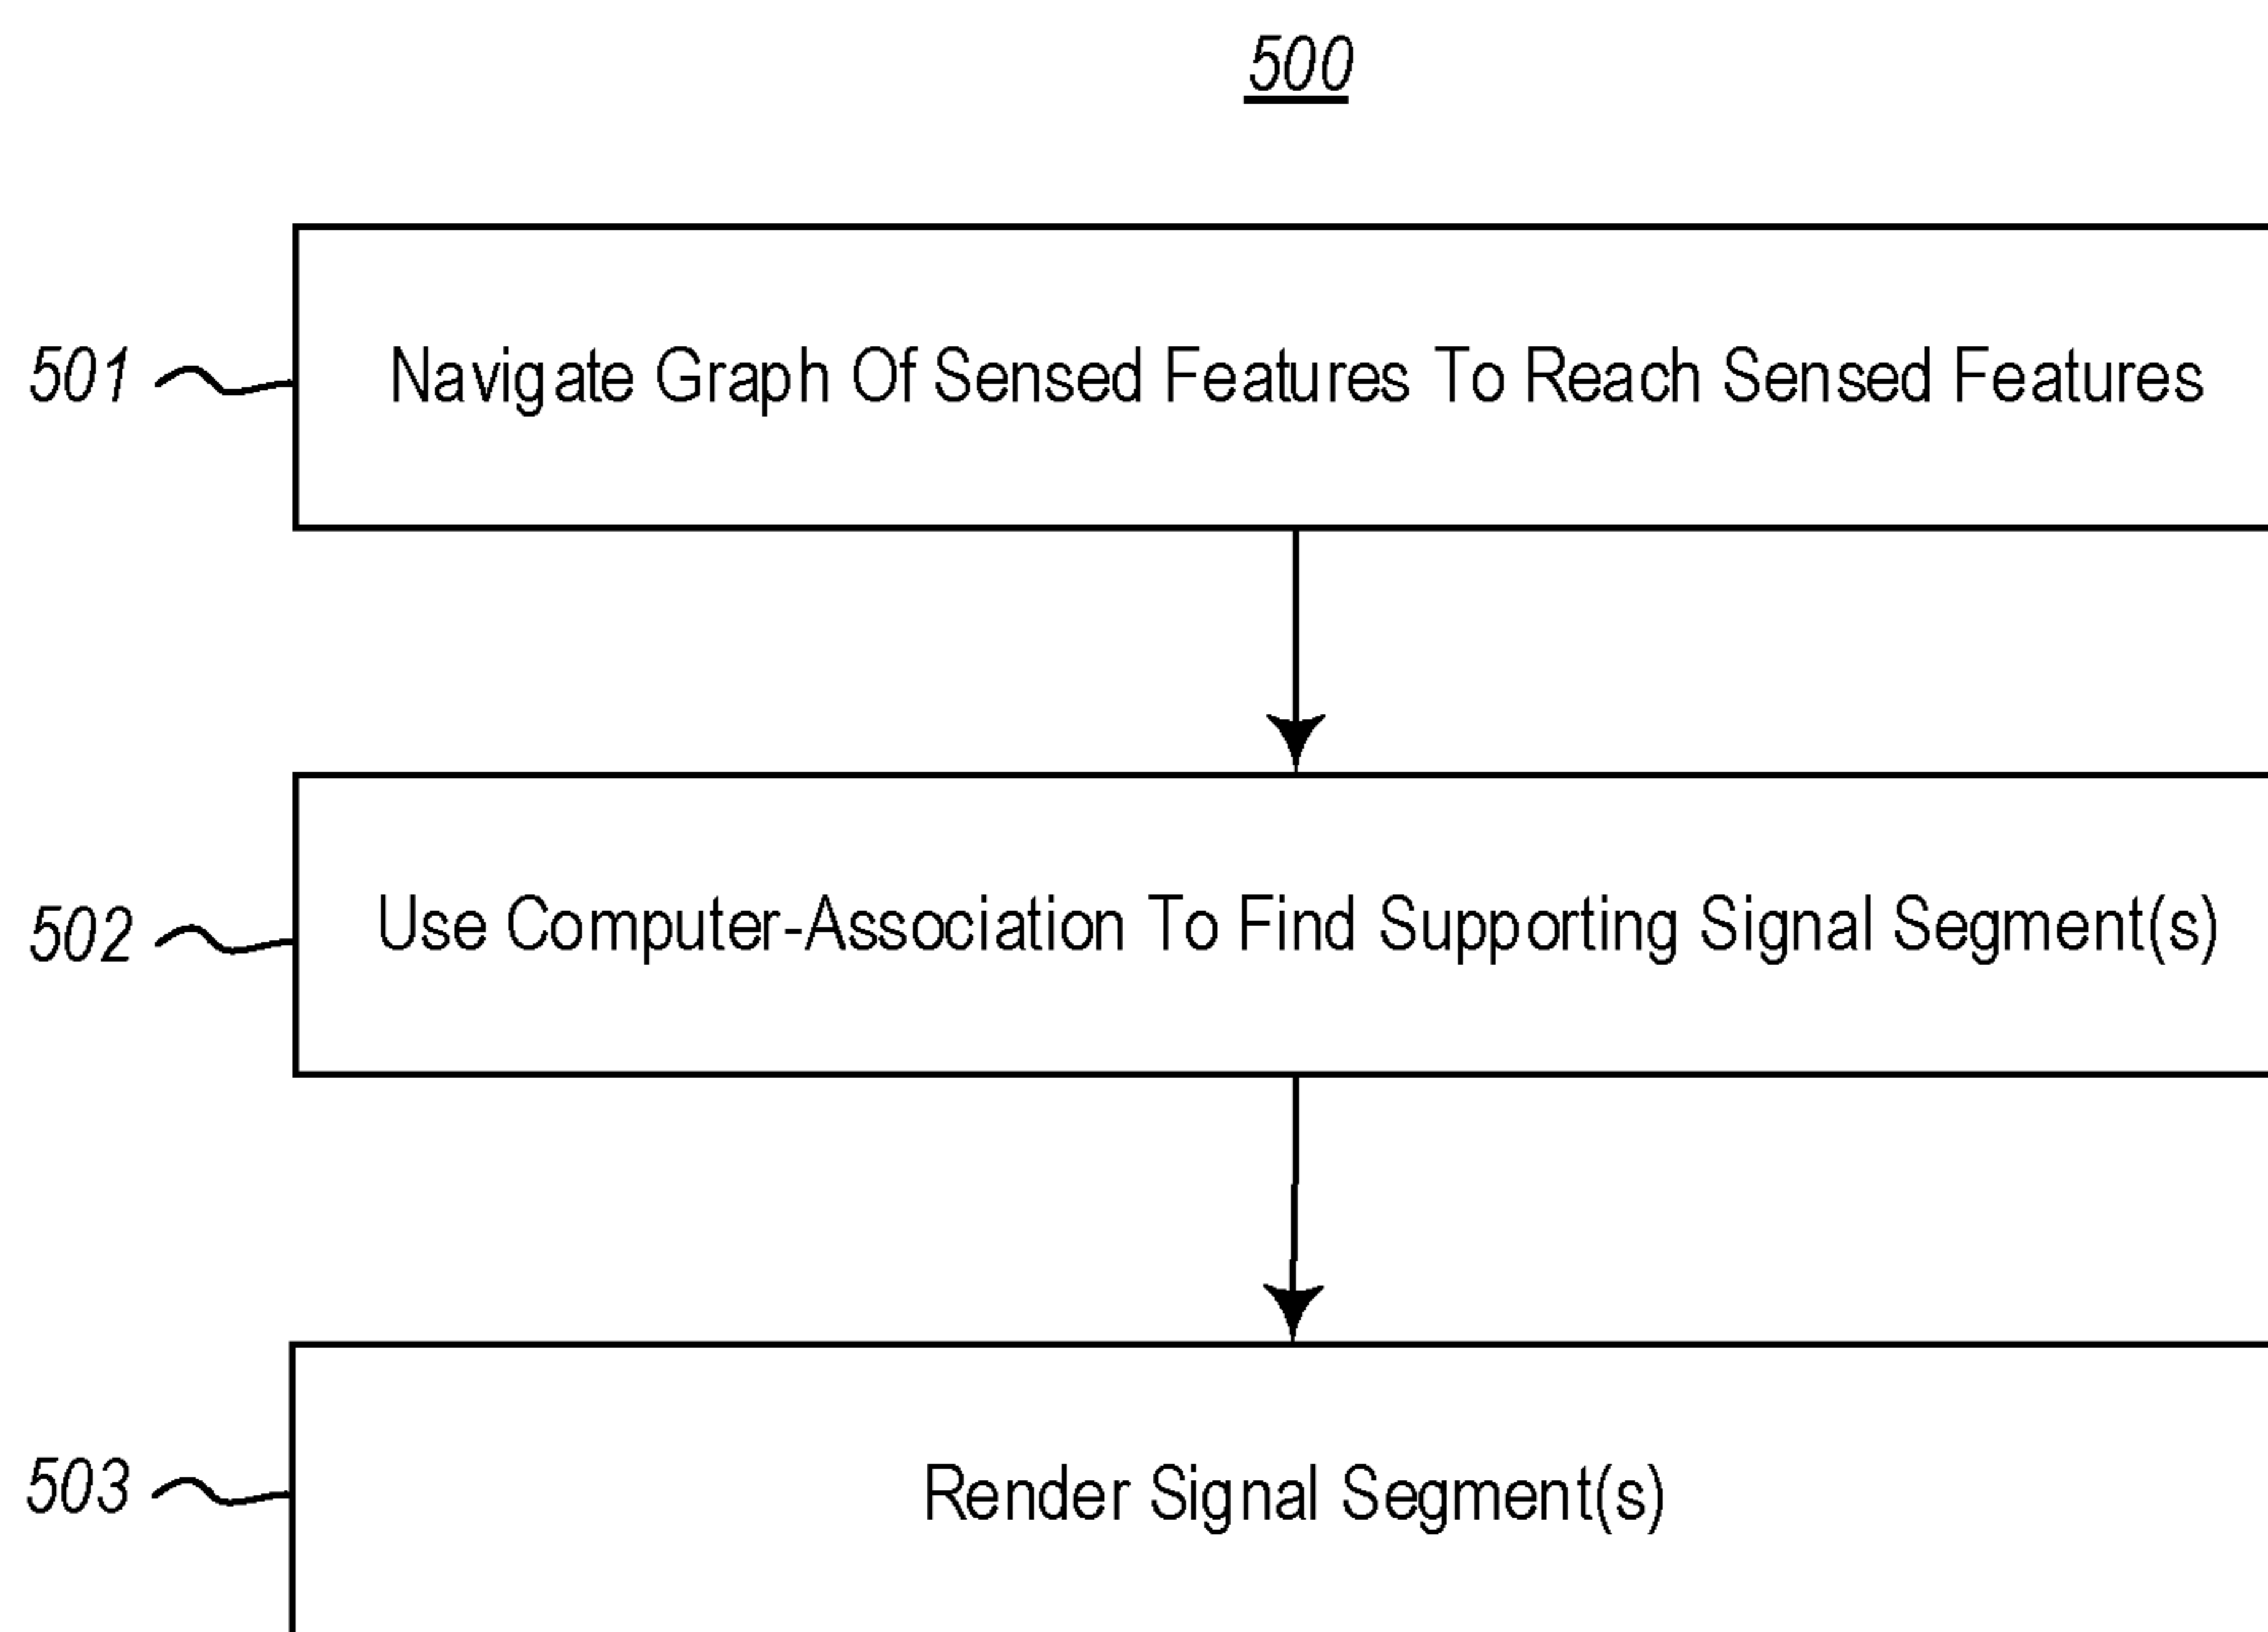 500
501 Navigate Graph Of Sensed Features To Reach Sensed Features
502 Use Computer-Association To Find Supporting Signal Segment(s)
503 Render Signal Segment(s)